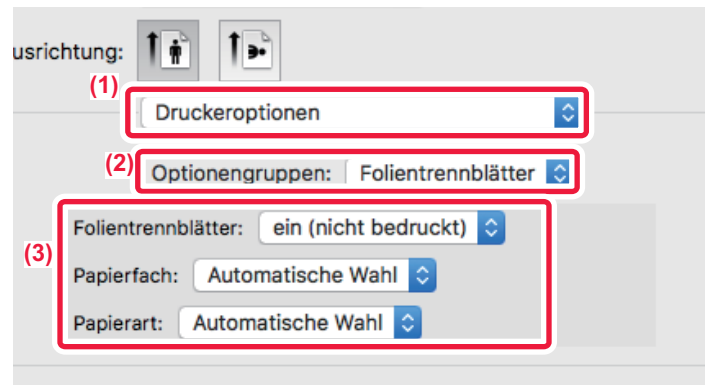 usrichtung:
(1)
Druckeroptionen
(2)
Optionengruppen: Folientrennblätter
(3)
Folientrennblätter: ein (nicht bedruckt)
Papierfach: Automatische Wahl
Papierart: Automatische Wahl